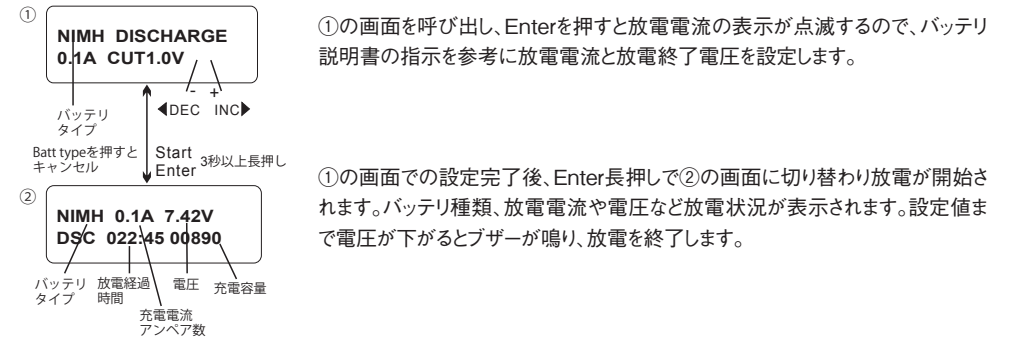 ①
NIMH DISCHARGE
0.1A CUT1.0V
- +
◀DEC INC▶
バッテリ
タイプ
Batt typeを押すと
キャンセル
Start
Enter
3秒以上長押し
②
NIMH 0.1A 7.42V
DSC 022:45 00890
バッテリ
タイプ
放電経過
時間
電圧
充電容量
充電電流
アンペア数
①の画面を呼び出し、Enterを押すと放電電流の表示が点滅するので、バッテリ
説明書の指示を参考に放電電流と放電終了電圧を設定します。
①の画面での設定完了後、Enter長押しで②の画面に切り替わり放電が開始さ
れます。バッテリ種類、放電電流や電圧など放電状況が表示されます。設定値ま
で電圧が下がるとブザーが鳴り、放電を終了します。